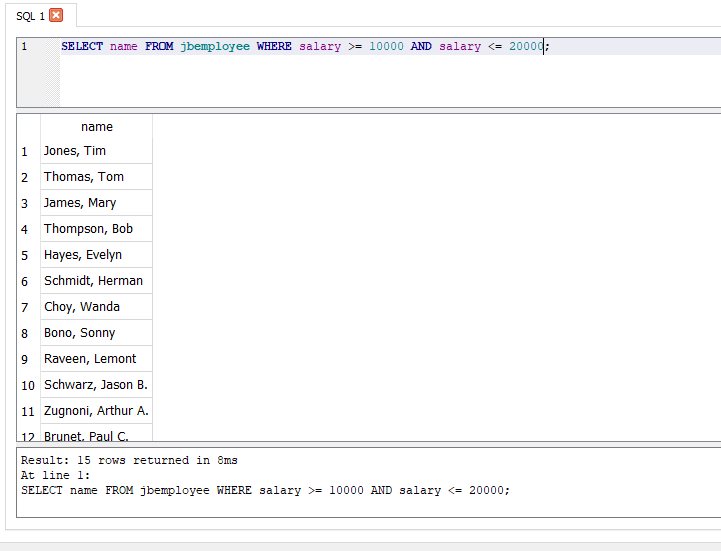 SQL 1
1 SELECT name FROM jbemployee WHERE salary >= 10000 AND salary <= 20000;
name
1 Jones, Tim
2 Thomas, Tom
3 James, Mary
4 Thompson, Bob
5 Hayes, Evelyn
6 Schmidt, Herman
7 Choy, Wanda
8 Bono, Sonny
9 Raveen, Lemont
10 Schwarz, Jason B.
11 Zugnoni, Arthur A.
12 Brunet, Paul C.
Result: 15 rows returned in 8ms
At line 1:
SELECT name FROM jbemployee WHERE salary >= 10000 AND salary <= 20000;